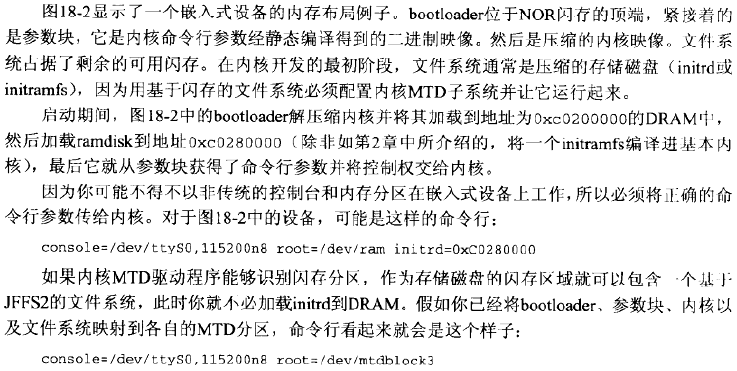 图18-2显示了一个嵌入式设备的内存布局例子。bootloader位于NOR闪存的顶端，紧接着的
是参数块，它是内核命令行参数经静态编译得到的二进制映像。然后是压缩的内核映像。文件系
统占据了剩余的可用闪存。在内核开发的最初阶段，文件系统通常是压缩的存储磁盘（initrd或
initramfs），因为用基于闪存的文件系统必须配置内核MTD子系统并让它运行起来。
启动期间，图18-2中的bootloader解压缩内核并将其加载到地址为0xc0200000的DRAM中，
然后加载ramdisk到地址0xc0280000（除非如第2章中所介绍的，将一个initramfs编译进基本内
核），最后它就从参数块获得了命令行参数并将控制权交给内核。
因为你可能不得不以非传统的控制台和内存分区在嵌入式设备上工作，所以必须将正确的命
令行参数传给内核。对于图18-2中的设备，可能是这样的命令行：
console=/dev/ttyS0,115200n8 root=/dev/ram initrd=0xC0280000
如果内核MTD驱动程序能够识别闪存分区，作为存储磁盘的闪存区域就可以包含一个基于
JFFS2的文件系统，此时你就不必加载initrd到DRAM。假如你已经将bootloader、参数块、内核以
及文件系统映射到各自的MTD分区，命令行看起来就会是这个样子：
console=/dev/ttyS0,115200n8 root=/dev/mtdblock3